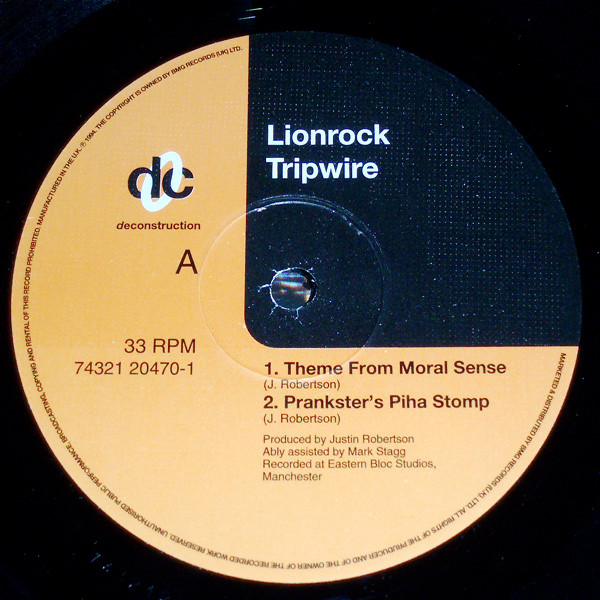 Lionrock
Tripwire
dc
deconstruction
A
33 RPM
74321 20470-1
1. Theme From Moral Sense
(J. Robertson)
2. Prankster's Piha Stomp
(J. Robertson)
Produced by Justin Robertson
Ably assisted by Mark Stagg
Recorded at Eastern Bloc Studios,
Manchester
MARKETED & DISTRIBUTED BY BMG RECORDS (U.K.) LTD. ALL RIGHTS OF THE PRODUCER AND OF THE OWNER OF THE RECORDED WORK RESERVED. UNAUTHORISED PUBLIC PERFORMANCE, BROADCASTING, COPYING AND RENTAL OF THIS RECORD PROHIBITED. MANUFACTURED IN THE U.K. ℗ 1994. THE COPYRIGHT IS OWNED BY BMG RECORDS (UK) LTD.